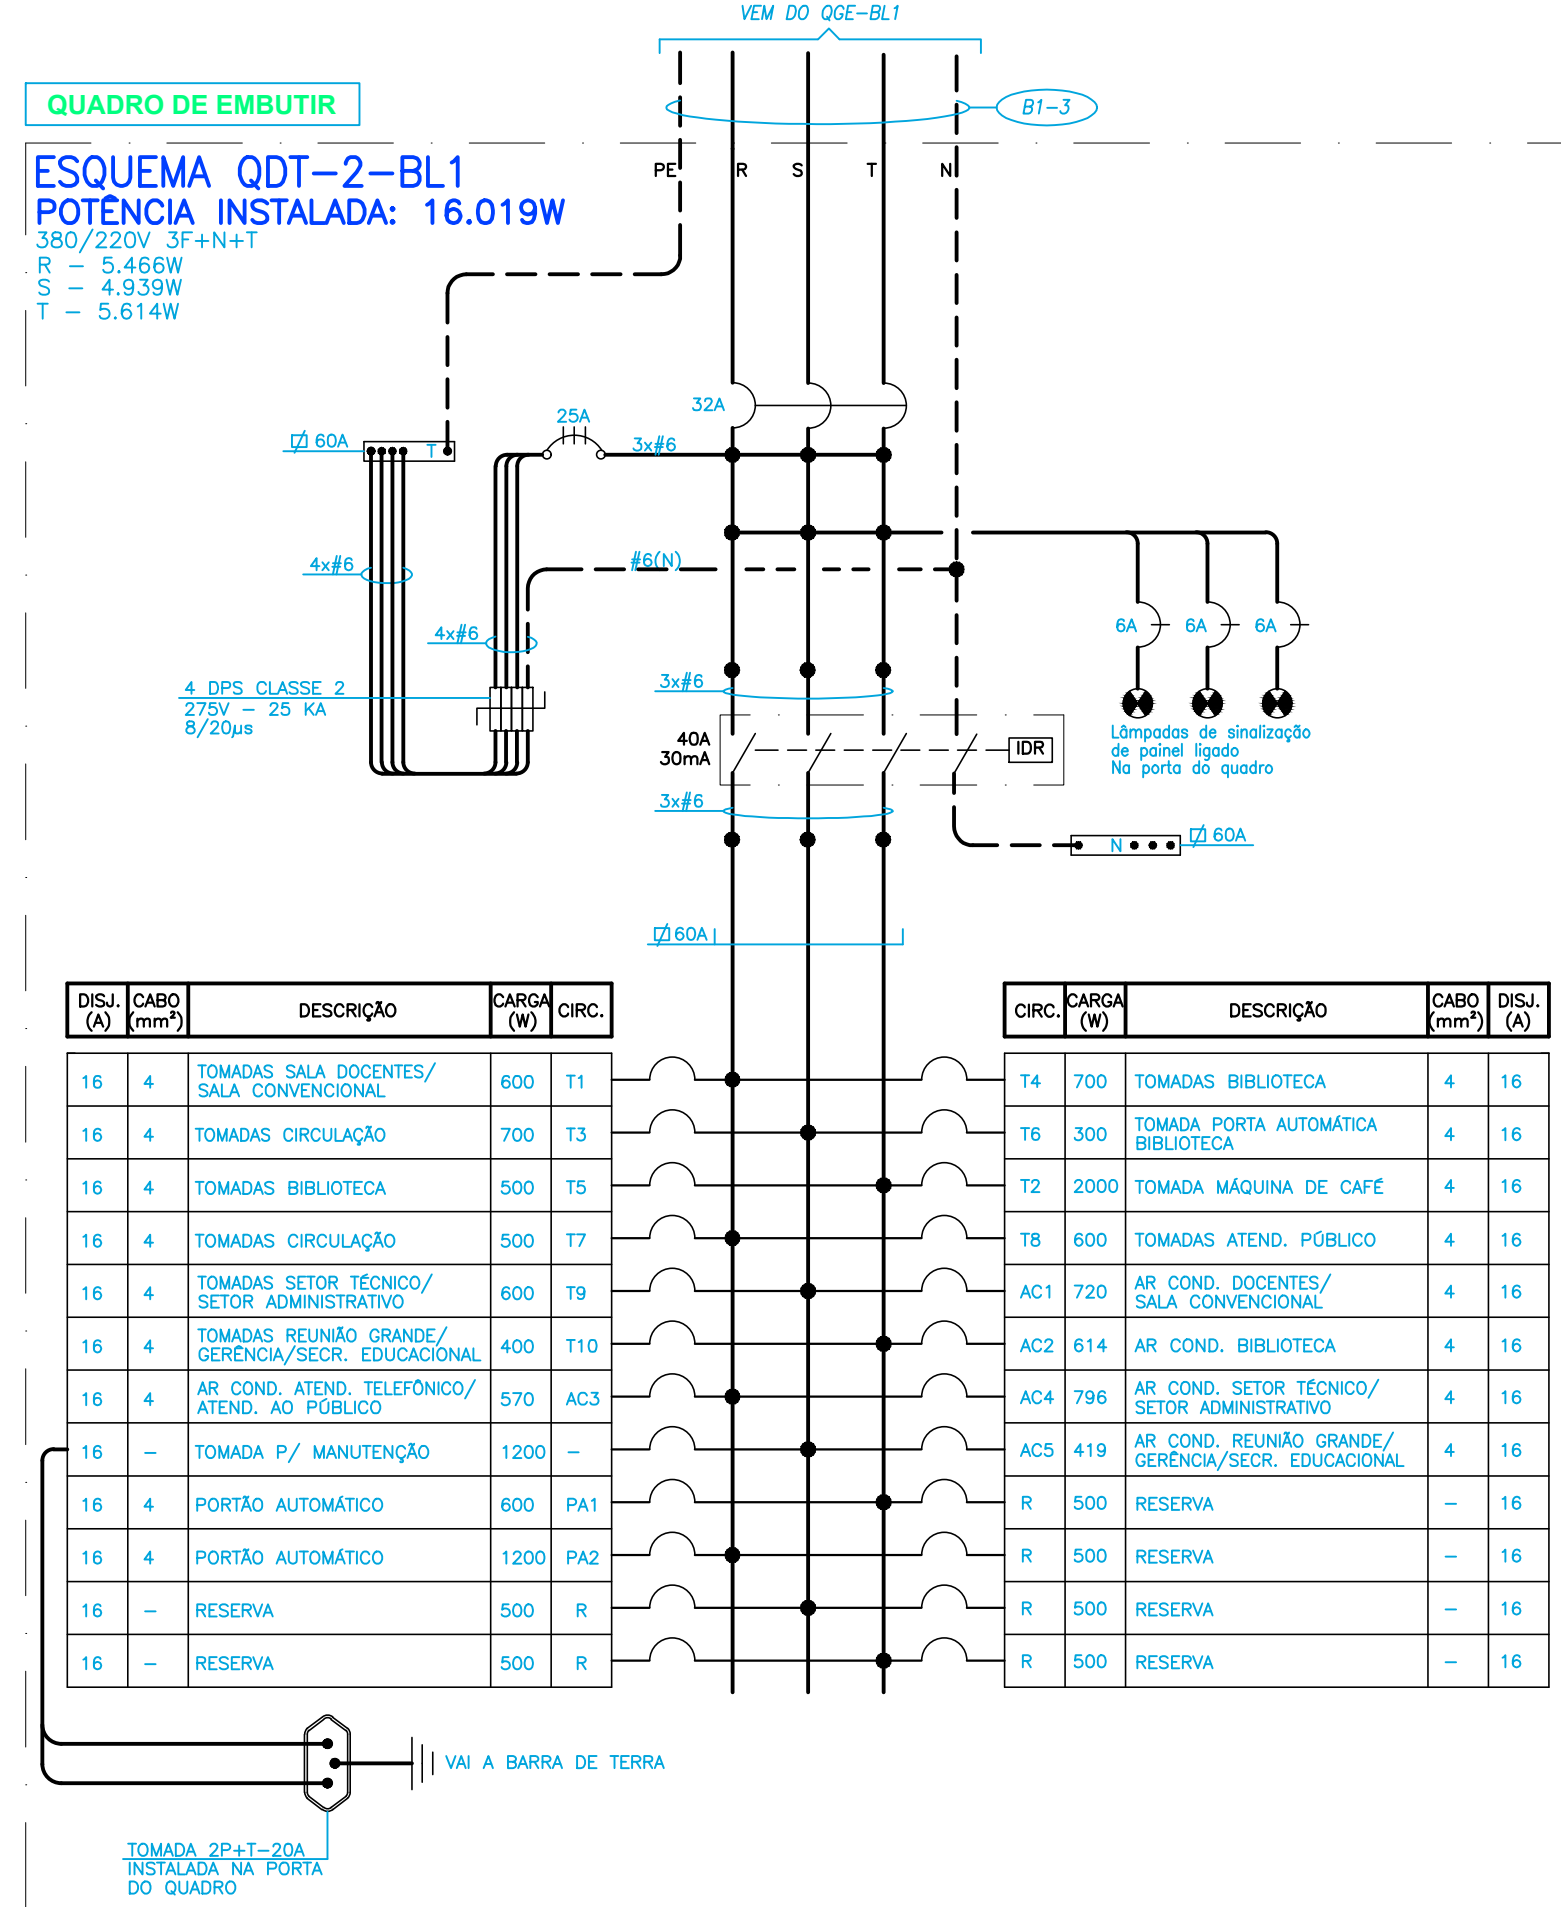 VEM DO QGE-BL1
QUADRO DE EMBUTIR
B1-3
ESQUEMA QDT-2-BL1
POTÊNCIA INSTALADA: 16.019W
380/220V 3F+N+T
R - 5.466W
S - 4.939W
T - 5.614W
PE R S T N
32A
25A
3x#6
60A
T
4x#6
#6(N)
4x#6
6A 6A 6A
4 DPS CLASSE 2
275V - 25 KA
8/20µs
3x#6
40A
30mA
IDR
Lâmpadas de sinalização
de painel ligado
Na porta do quadro
3x#6
N
60A
60A
DISJ. (A) CABO (mm²) DESCRIÇÃO CARGA (W) CIRC.
16 4 TOMADAS SALA DOCENTES/
SALA CONVENCIONAL 600 T1
16 4 TOMADAS CIRCULAÇÃO 700 T3
16 4 TOMADAS BIBLIOTECA 500 T5
16 4 TOMADAS CIRCULAÇÃO 500 T7
16 4 TOMADAS SETOR TÉCNICO/
SETOR ADMINISTRATIVO 600 T9
16 4 TOMADAS REUNIÃO GRANDE/
GERÊNCIA/SECR. EDUCACIONAL 400 T10
16 4 AR COND. ATEND. TELEFÔNICO/
ATEND. AO PÚBLICO 570 AC3
16 - TOMADA P/ MANUTENÇÃO 1200 -
16 4 PORTÃO AUTOMÁTICO 600 PA1
16 4 PORTÃO AUTOMÁTICO 1200 PA2
16 - RESERVA 500 R
16 - RESERVA 500 R
CIRC. CARGA (W) DESCRIÇÃO CABO (mm²) DISJ. (A)
T4 700 TOMADAS BIBLIOTECA 4 16
T6 300 TOMADA PORTA AUTOMÁTICA
BIBLIOTECA 4 16
T2 2000 TOMADA MÁQUINA DE CAFÉ 4 16
T8 600 TOMADAS ATEND. PÚBLICO 4 16
AC1 720 AR COND. DOCENTES/
SALA CONVENCIONAL 4 16
AC2 614 AR COND. BIBLIOTECA 4 16
AC4 796 AR COND. SETOR TÉCNICO/
SETOR ADMINISTRATIVO 4 16
AC5 419 AR COND. REUNIÃO GRANDE/
GERÊNCIA/SECR. EDUCACIONAL 4 16
R 500 RESERVA - 16
R 500 RESERVA - 16
R 500 RESERVA - 16
R 500 RESERVA - 16
VAI A BARRA DE TERRA
TOMADA 2P+T-20A
INSTALADA NA PORTA
DO QUADRO